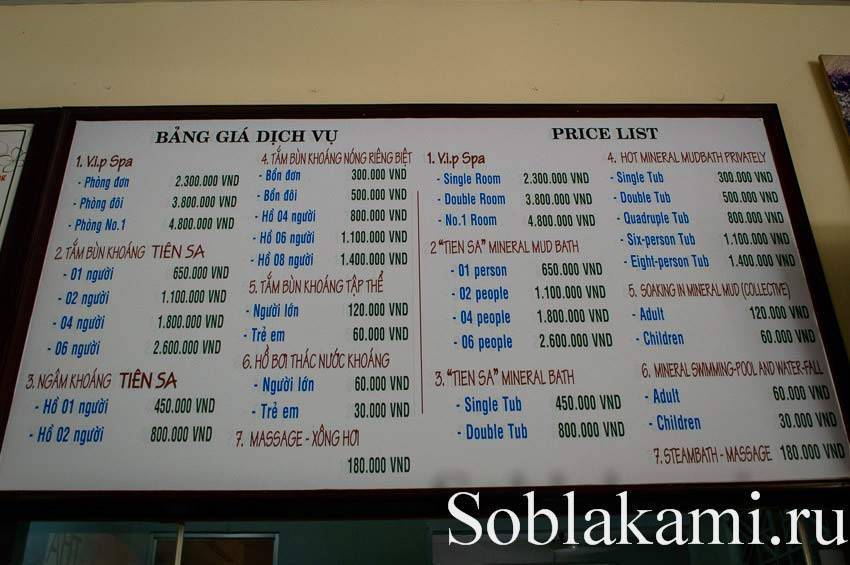 BẢNG GIÁ DỊCH VỤ
1. V.i.p Spa
- Phòng đơn 2.300.000 VND
- Phòng đôi 3.800.000 VND
- Phòng No.1 4.800.000 VND
2. TẮM BÙN KHOÁNG TIÊN SA
- 01 người 650.000 VND
- 02 người 1.100.000 VND
- 04 người 1.800.000 VND
- 06 người 2.600.000 VND
3. NGÂM KHOÁNG TIÊN SA
- Hồ 01 người 450.000 VND
- Hồ 02 người 800.000 VND
4. TẮM BÙN KHOÁNG NÓNG RIÊNG BIỆT
- Bồn đơn 300.000 VND
- Bồn đôi 500.000 VND
- Hồ 04 người 800.000 VND
- Hồ 06 người 1.100.000 VND
- Hồ 08 người 1.400.000 VND
5. TẮM BÙN KHOÁNG TẬP THỂ
- Người lớn 120.000 VND
- Trẻ em 60.000 VND
6. HỒ BƠI THÁC NƯỚC KHOÁNG
- Người lớn 60.000 VND
- Trẻ em 30.000 VND
7. MASSAGE - XÔNG HƠI
180.000 VND
PRICE LIST
1. V.i.p Spa
- Single Room 2.300.000 VND
- Double Room 3.800.000 VND
- No.1 Room 4.800.000 VND
2 "TIEN SA" MINERAL MUD BATH
- 01 person 650.000 VND
- 02 people 1.100.000 VND
- 04 people 1.800.000 VND
- 06 people 2.600.000 VND
3. "TIEN SA" MINERAL BATH
- Single Tub 450.000 VND
- Double Tub 800.000 VND
4. HOT MINERAL MUDBATH PRIVATELY
- Single Tub 300.000 VND
- Double Tub 500.000 VND
- Quadruple Tub 800.000 VND
- Six-person Tub 1.100.000 VND
- Eight-person Tub 1.400.000 VND
5. SOAKING IN MINERAL MUD (COLLECTIVE)
- Adult 120.000 VND
- Children 60.000 VND
6. MINERAL SWIMMING-POOL AND WATER-FALL
- Adult 60.000 VND
- Children 30.000 VND
7. STEAMBATH - MASSAGE 180.000 VND
Soblakami.ru